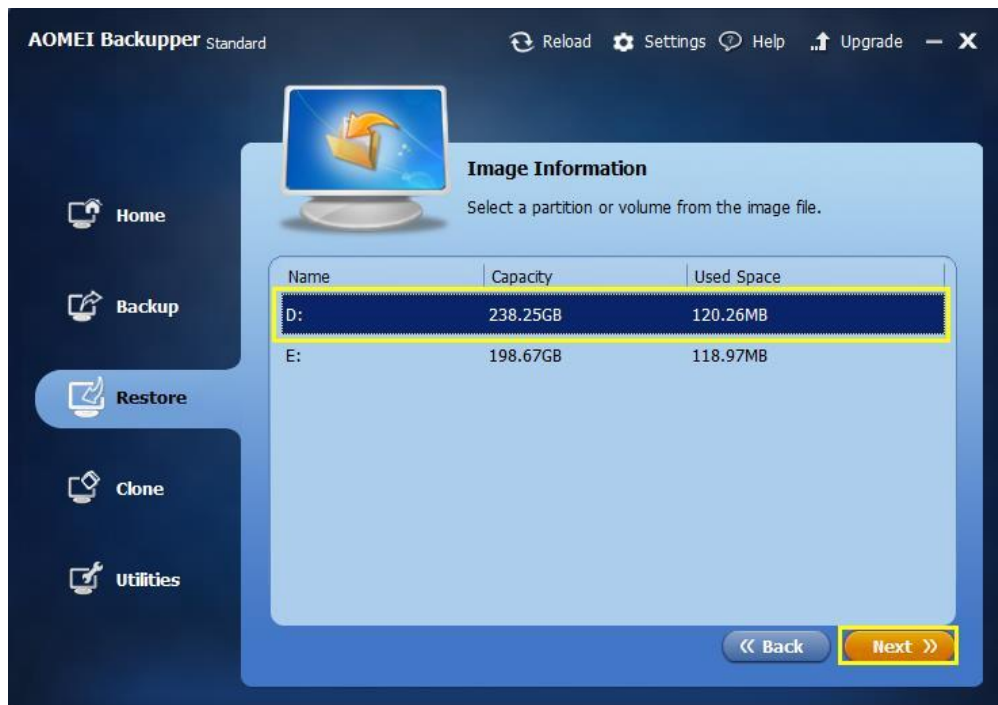 AOMEI Backupper Standard Reload Settings Help Upgrade
Image Information
Select a partition or volume from the image file.
Home
Backup
Restore
Clone
Utilities
Name Capacity Used Space
D: 238.25GB 120.26MB
E: 198.67GB 118.97MB
Back Next